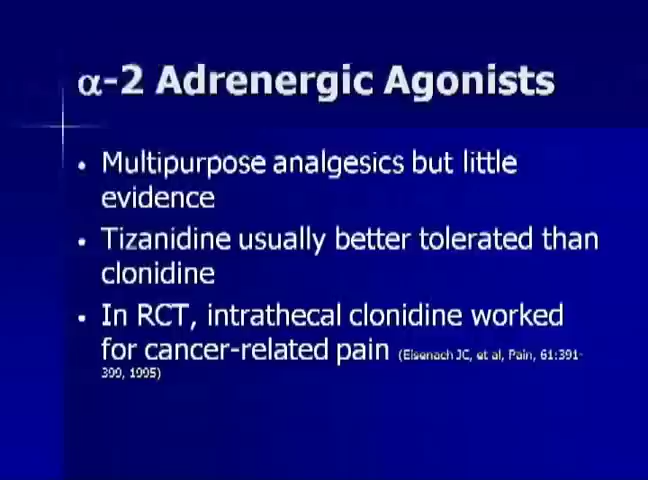 α-2 Adrenergic Agonists
• Multipurpose analgesics but little
evidence
• Tizanidine usually better tolerated than
clonidine
• In RCT, intrathecal clonidine worked
for cancer-related pain (Eisenach JC, et al, Pain, 61:391-
399, 1995)